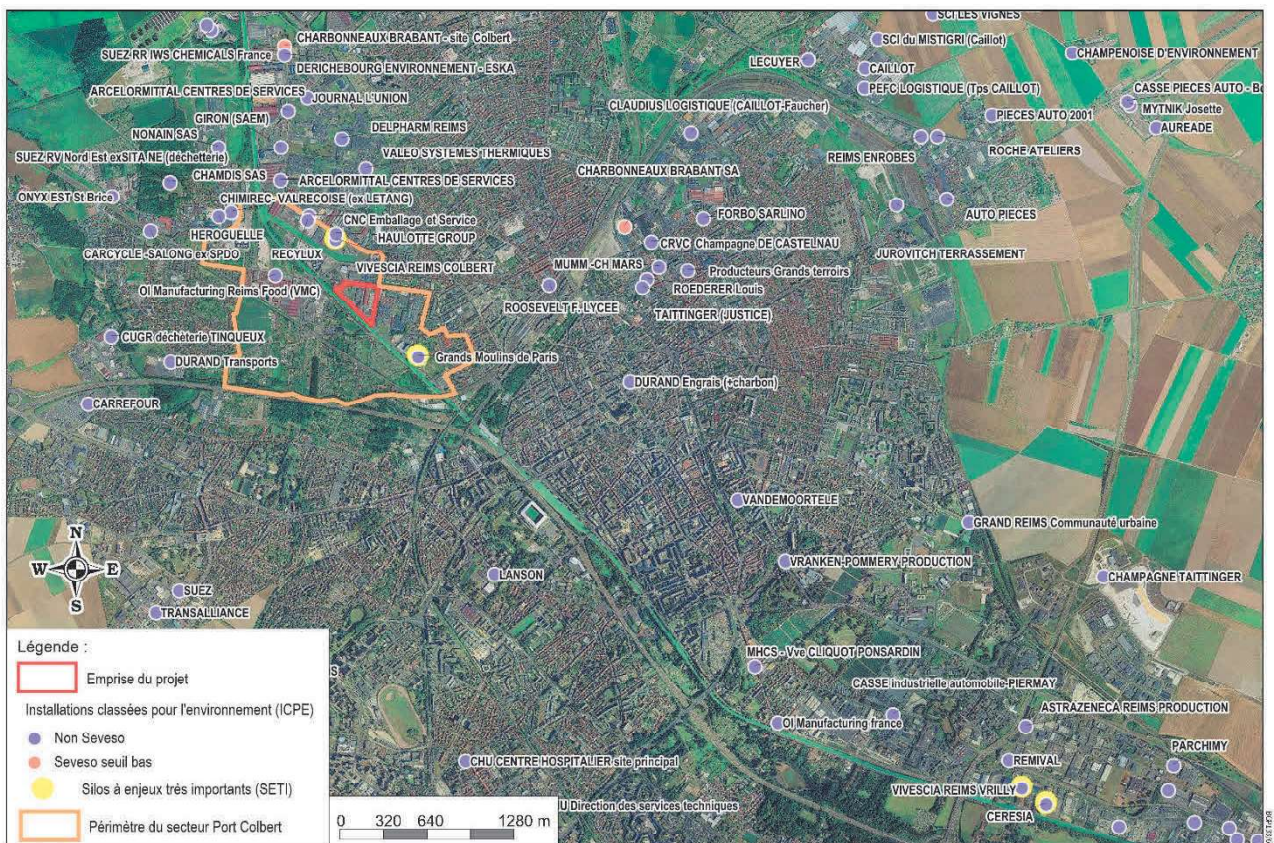 SCI LES VIGNES
CHARBONNEAUX BRABANT - site Colbert
SCI du MISTIGRI (Caillot)
SUEZ RR IWS CHEMICALS France
CHAMPENOISE D'ENVIRONNEMENT
LECUYER
DERICHEBOURG ENVIRONNEMENT - ESKA
CAILLOT
ARCELORMITTAL CENTRES DE SERVICES
PEFC LOGISTIQUE (Tps CAILLOT)
CASSE PIECES AUTO - Be
JOURNAL L'UNION
CLAUDIUS LOGISTIQUE (CAILLOT-Faucher)
MYTNIK Josette
GIRON (SAEM)
PIECES AUTO 2001
DELPHARM REIMS
AUREADE
NONAIN SAS
REIMS ENROBES
ROCHE ATELIERS
SUEZ RV Nord Est exSITA NE (déchetterie)
VALEO SYSTEMES THERMIQUES
CHARBONNEAUX BRABANT SA
CHAMDIS SAS
ARCELORMITTAL CENTRES DE SERVICES
ONYX EST St Brice
CHIMIREC- VALRECOISE (ex LETANG)
AUTO PIECES
CNC Emballage et Service
FORBO SARLINO
HEROGUELLE
HAULOTTE GROUP
CRVC Champagne DE CASTELNAU
CARCYCLE -SALONG ex SPDO
RECYLUX
JUROVITCH TERRASSEMENT
VIVESCIA REIMS COLBERT
MUMM -CH MARS
Producteurs Grands terroirs
OI Manufacturing Reims Food (VMC)
ROEDERER Louis
ROOSEVELT F. LYCEE
TAITTINGER (JUSTICE)
CUGR déchèterie TINQUEUX
Grands Moulins de Paris
DURAND Transports
DURAND Engrais (+charbon)
CARREFOUR
VANDEMOORTELE
GRAND REIMS Communauté urbaine
N
W E
S
VRANKEN-POMMERY PRODUCTION
LANSON
CHAMPAGNE TAITTINGER
SUEZ
TRANSALLIANCE
MHCS - Vve CLIQUOT PONSARDIN
CASSE industrielle automobile-PIERMAY
ASTRAZENECA REIMS PRODUCTION
OI Manufacturing france
PARCHIMY
CHU CENTRE HOSPITALIER site principal
REMIVAL
VIVESCIA REIMS VRILLY
U Direction des services techniques
CERESIA
S
Légende :
Emprise du projet
Installations classées pour l'environnement (ICPE)
Non Seveso
Seveso seuil bas
Silos à enjeux très importants (SETI)
Périmètre du secteur Port Colbert
0 320 640 1280 m